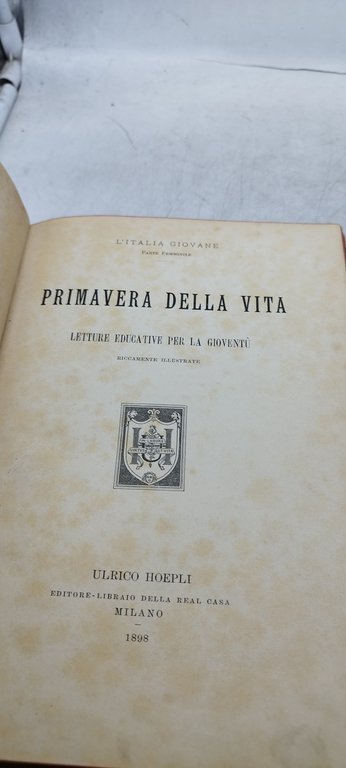 L'ITALIA GIOVANE
PARTE FEMMINILE
PRIMAVERA DELLA VITA
LETTURE EDUCATIVE PER LA GIOVENTÙ
RICCAMENTE ILLUSTRATE
ULRICO HOEPLI
EDITORE-LIBRAIO DELLA REAL CASA
MILANO
1898